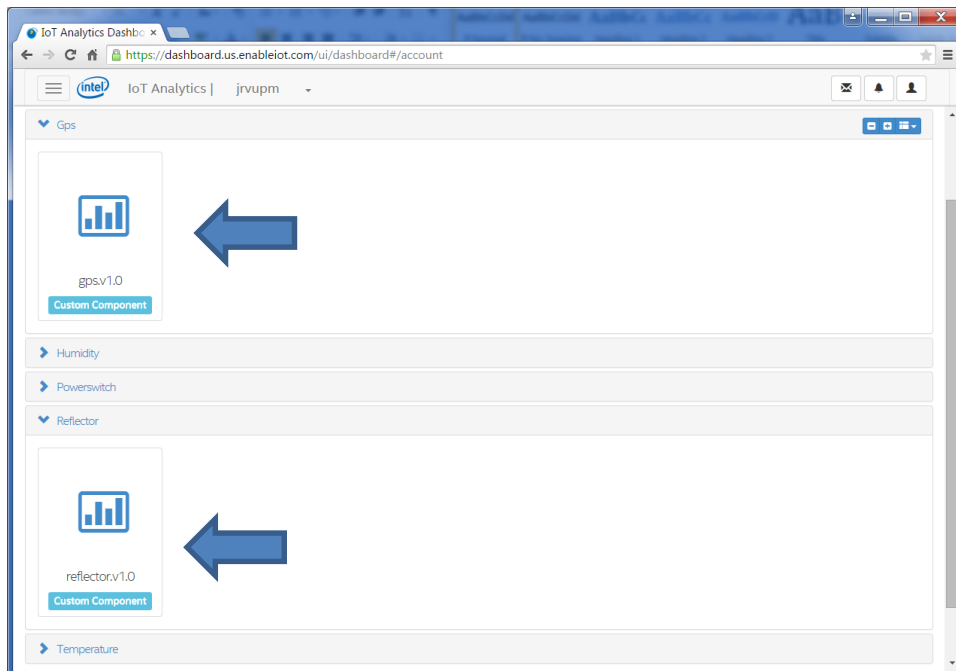 IoT Analytics Dashbo
https://dashboard.us.enableiot.com/ui/dashboard#/account
intel IoT Analytics | jrvupm
Gps
gps.v1.0
Custom Component
Humidity
Powerswitch
Reflector
reflector.v1.0
Custom Component
Temperature